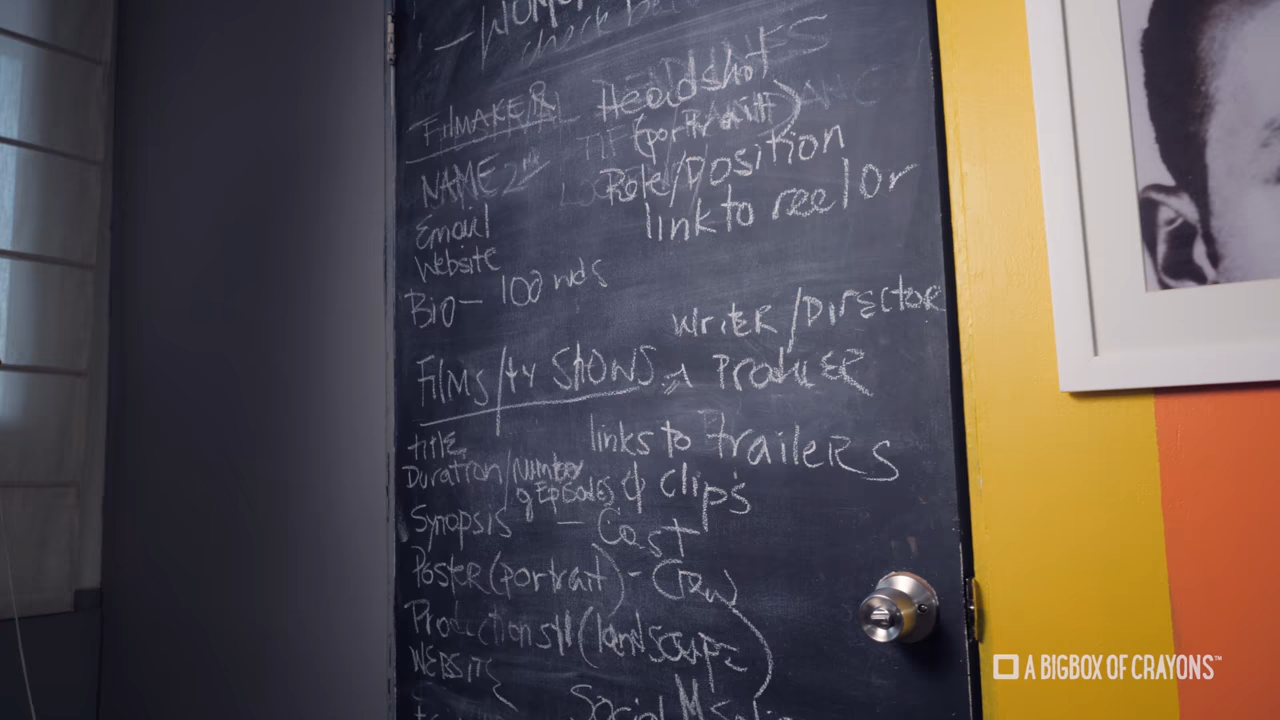 check
FilMAKER Headshot
(portrait)
NAME Role/Position
Email link to reel or
Website
Bio — 100 wds
Writer/Director
Films/tv Shows Producer
title links to trailers
Duration/Number of Episodes & clips
Synopsis — Cast
Poster (portrait) - Crew
Production still (landscape)
WEBSITE
Social Media
A BIGBOX OF CRAYONS™